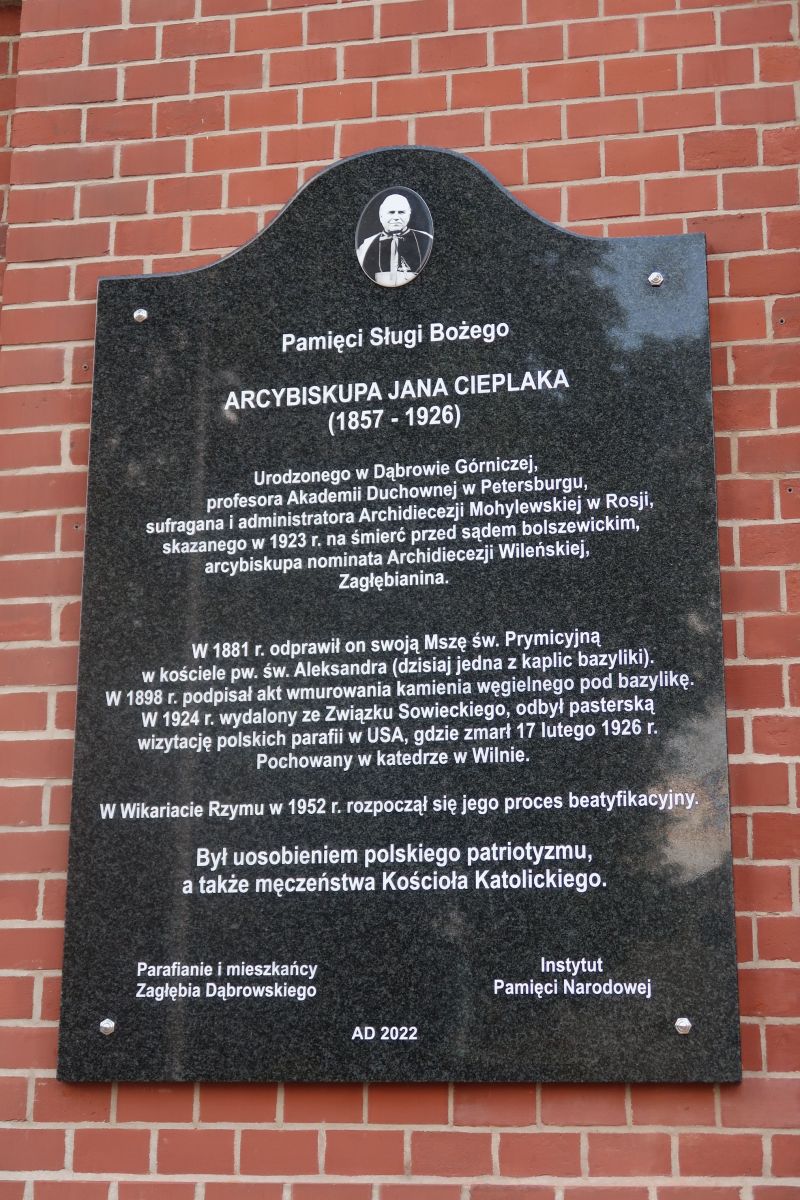 Pamięci Sługi Bożego
ARCYBISKUPA JANA CIEPLAKA
(1857 - 1926)
Urodzonego w Dąbrowie Górniczej,
profesora Akademii Duchownej w Petersburgu,
sufragana i administratora Archidiecezji Mohylewskiej w Rosji,
skazanego w 1923 r. na śmierć przed sądem bolszewickim,
arcybiskupa nominata Archidiecezji Wileńskiej,
Zagłębianina.
W 1881 r. odprawił on swoją Mszę św. Prymicyjną
w kościele pw. św. Aleksandra (dzisiaj jedna z kaplic bazyliki).
W 1898 r. podpisał akt wmurowania kamienia węgielnego pod bazylikę.
W 1924 r. wydalony ze Związku Sowieckiego, odbył pasterską
wizytację polskich parafii w USA, gdzie zmarł 17 lutego 1926 r.
Pochowany w katedrze w Wilnie.
W Wikariacie Rzymu w 1952 r. rozpoczął się jego proces beatyfikacyjny.
Był uosobieniem polskiego patriotyzmu,
a także męczeństwa Kościoła Katolickiego.
Parafianie i mieszkańcy
Zagłębia Dąbrowskiego
Instytut
Pamięci Narodowej
AD 2022